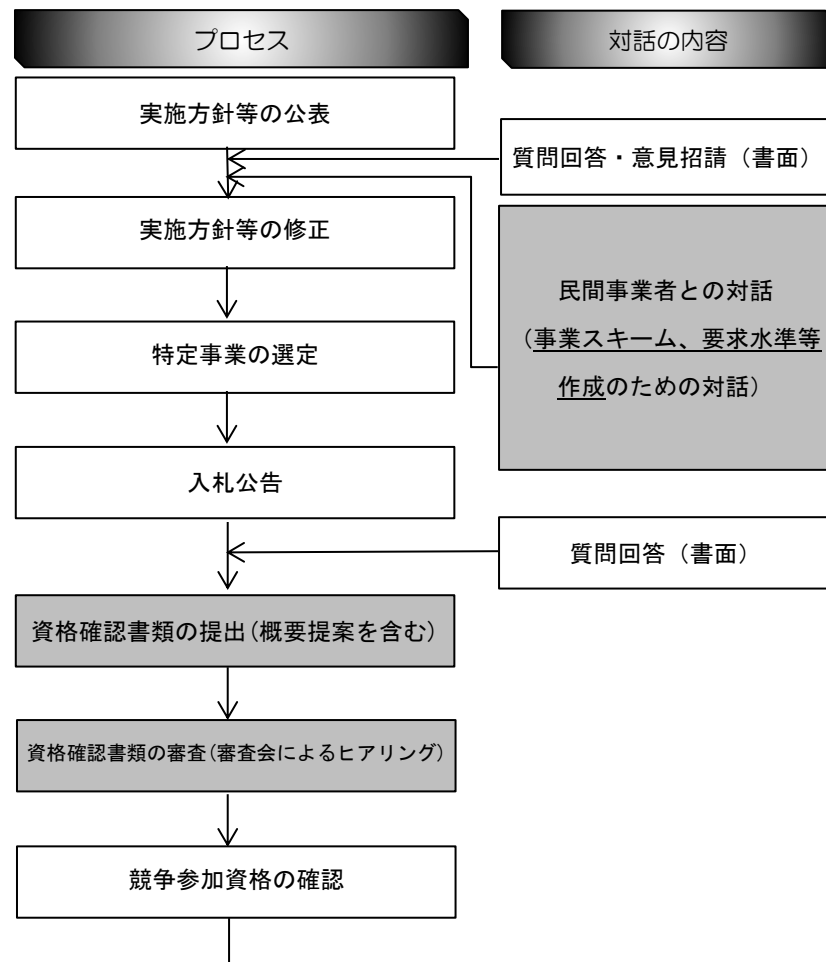 プロセス
対話の内容
実施方針等の公表
質問回答・意見招請（書面）
実施方針等の修正
民間事業者との対話
（事業スキーム、要求水準等
作成のための対話）
特定事業の選定
入札公告
質問回答（書面）
資格確認書類の提出(概要提案を含む)
資格確認書類の審査(審査会によるヒアリング)
競争参加資格の確認